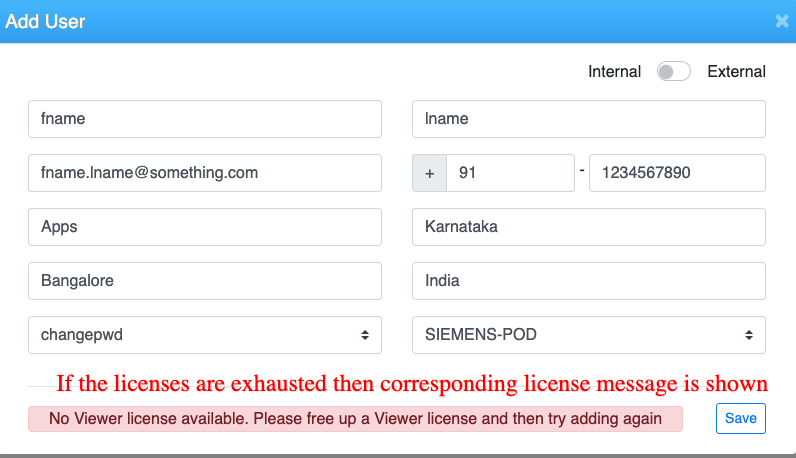 Add User
×
Internal External
fname lname
fname.lname@something.com + 91 - 1234567890
Apps Karnataka
Bangalore India
changepwd SIEMENS-POD
If the licenses are exhausted then corresponding license message is shown
No Viewer license available. Please free up a Viewer license and then try adding again Save